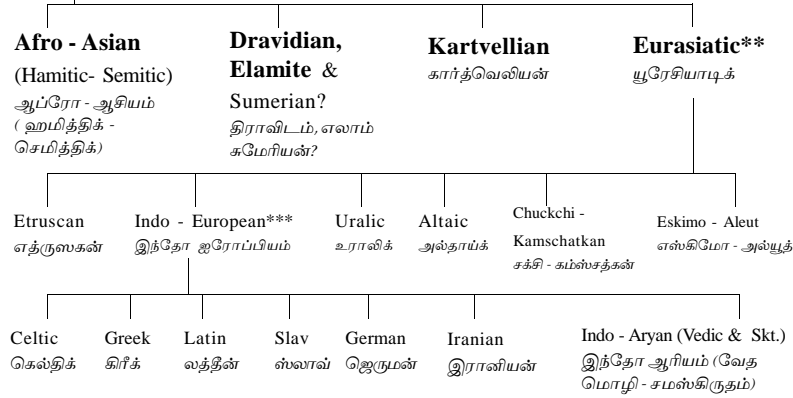 Afro - Asian
(Hamitic- Semitic)
ஆப்ரோ - ஆசியம்
( ஹமித்திக் -
செமித்திக்)
Dravidian,
Elamite &
Sumerian?
திராவிடம், எலாம்
சுமேரியன்?
Kartvellian
கார்த்வெலியன்
Eurasiatic**
யூரேசியாடிக்
Etruscan
எத்ருஸகன்
Indo - European***
இந்தோ ஐரோப்பியம்
Uralic
உராலிக்
Altaic
அல்தாய்க்
Chuckchi -
Kamschatkan
சக்சி - கம்ஸ்சத்கன்
Eskimo - Aleut
எஸ்கிமோ - அல்யூத்
Celtic
கெல்திக்
Greek
கிரீக்
Latin
லத்தீன்
Slav
ஸ்லாவ்
German
ஜெருமன்
Iranian
இரானியன்
Indo - Aryan (Vedic & Skt.)
இந்தோ ஆரியம் (வேத
மொழி - சமஸ்கிருதம்)